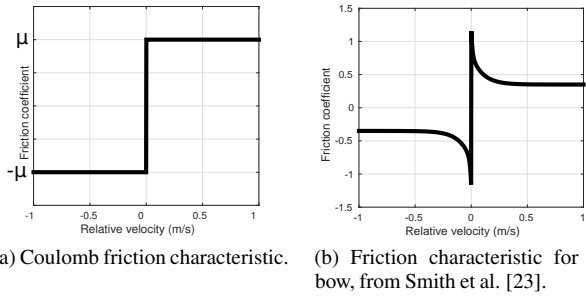 μ
-μ
Friction coefficient
-1 -0.5 0 0.5 1
Relative velocity (m/s)
1.5
1
0.5
0
-0.5
-1
-1.5
Friction coefficient
-1 -0.5 0 0.5 1
Relative velocity (m/s)
a) Coulomb friction characteristic.
(b) Friction characteristic for
bow, from Smith et al. [23].